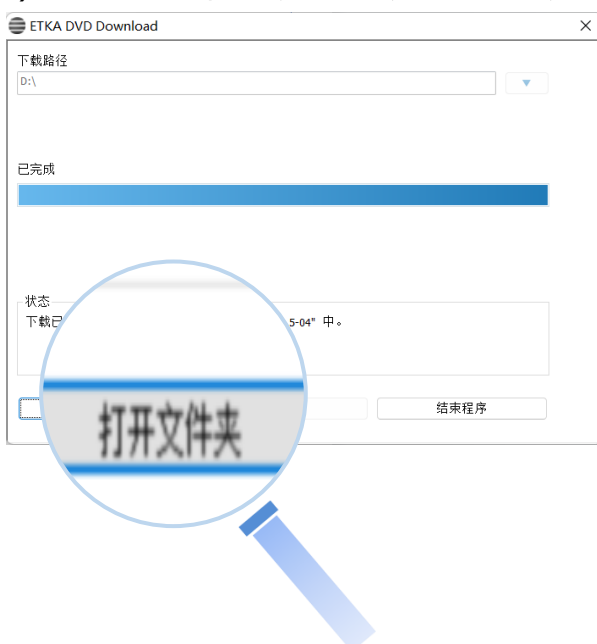 ETKA DVD Download
下载路径
D:\
已完成
状态
下载已
5-04" 中。
打开文件夹
结束程序